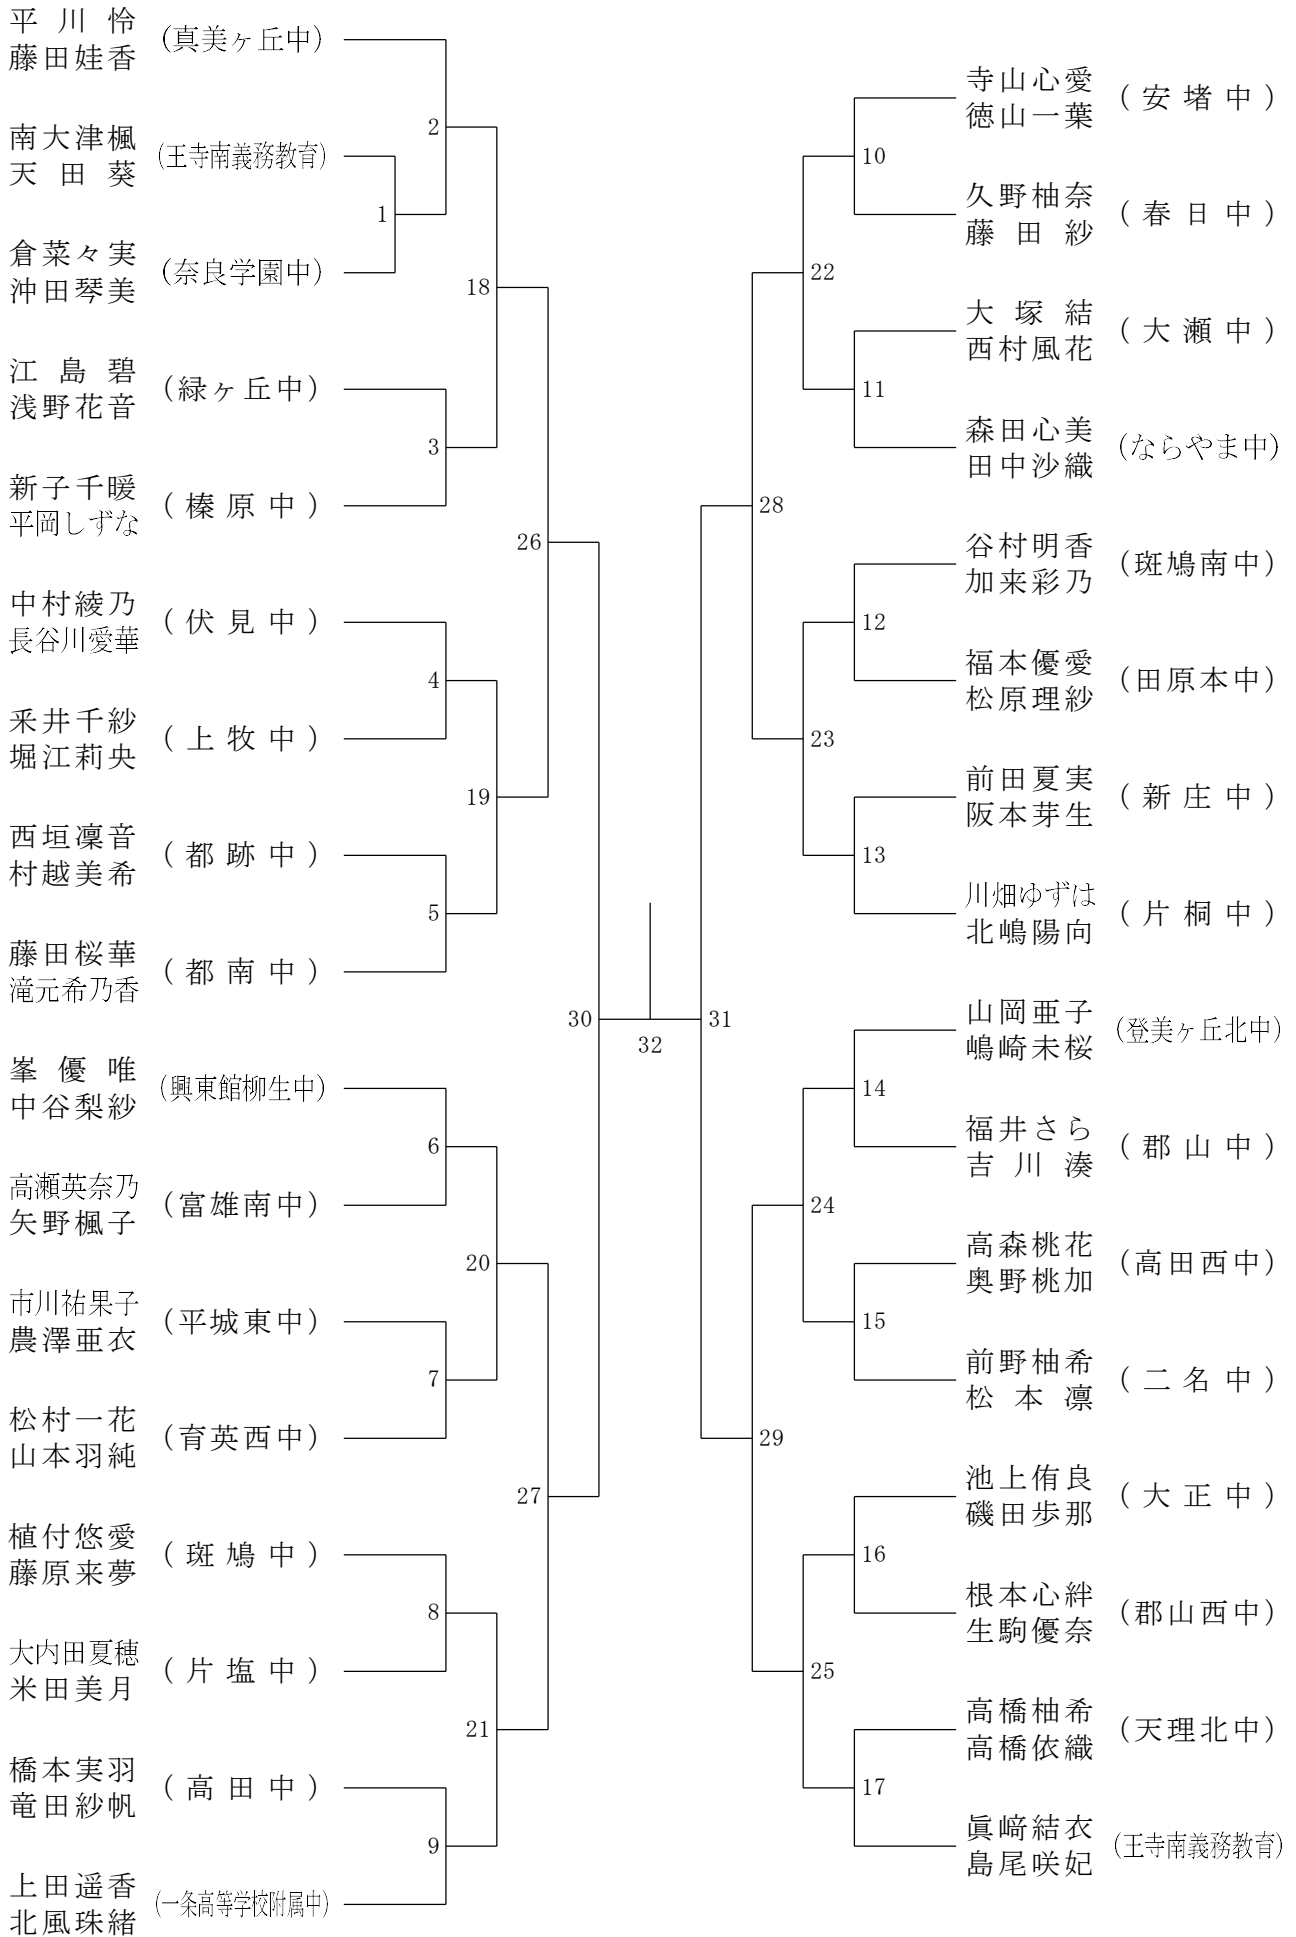 平川怜
藤田娃香
(真美ヶ丘中)
南大津楓
天田葵
(王寺南義務教育)
倉菜々実
沖田琴美
(奈良学園中)
江島碧
浅野花音
(緑ヶ丘中)
新子千暖
平岡しずな
(榛原中)
中村綾乃
長谷川愛華
(伏見中)
釆井千紗
堀江莉央
(上牧中)
西垣凜音
村越美希
(都跡中)
藤田桜華
滝元希乃香
(都南中)
峯優唯
中谷梨紗
(興東館柳生中)
高瀬英奈乃
矢野楓子
(富雄南中)
市川祐果子
農澤亜衣
(平城東中)
松村一花
山本羽純
(育英西中)
植付悠愛
藤原来夢
(斑鳩中)
大内田夏穂
米田美月
(片塩中)
橋本実羽
竜田紗帆
(高田中)
上田遥香
北風珠緒
(一条高等学校附属中)
1
2
3
4
5
6
7
8
9
18
19
20
21
26
27
30
32
31
28
29
22
23
24
25
10
11
12
13
14
15
16
17
寺山心愛
徳山一葉
(安堵中)
久野柚奈
藤田紗
(春日中)
大塚結
西村風花
(大瀬中)
森田心美
田中沙織
(ならやま中)
谷村明香
加来彩乃
(斑鳩南中)
福本優愛
松原理紗
(田原本中)
前田夏実
阪本芽生
(新庄中)
川畑ゆずは
北嶋陽向
(片桐中)
山岡亜子
嶋崎未桜
(登美ヶ丘北中)
福井さら
吉川湊
(郡山中)
高森桃花
奥野桃加
(高田西中)
前野柚希
松本凛
(二名中)
池上侑良
磯田歩那
(大正中)
根本心絆
生駒優奈
(郡山西中)
高橋柚希
高橋依織
(天理北中)
眞﨑結衣
島尾咲妃
(王寺南義務教育)